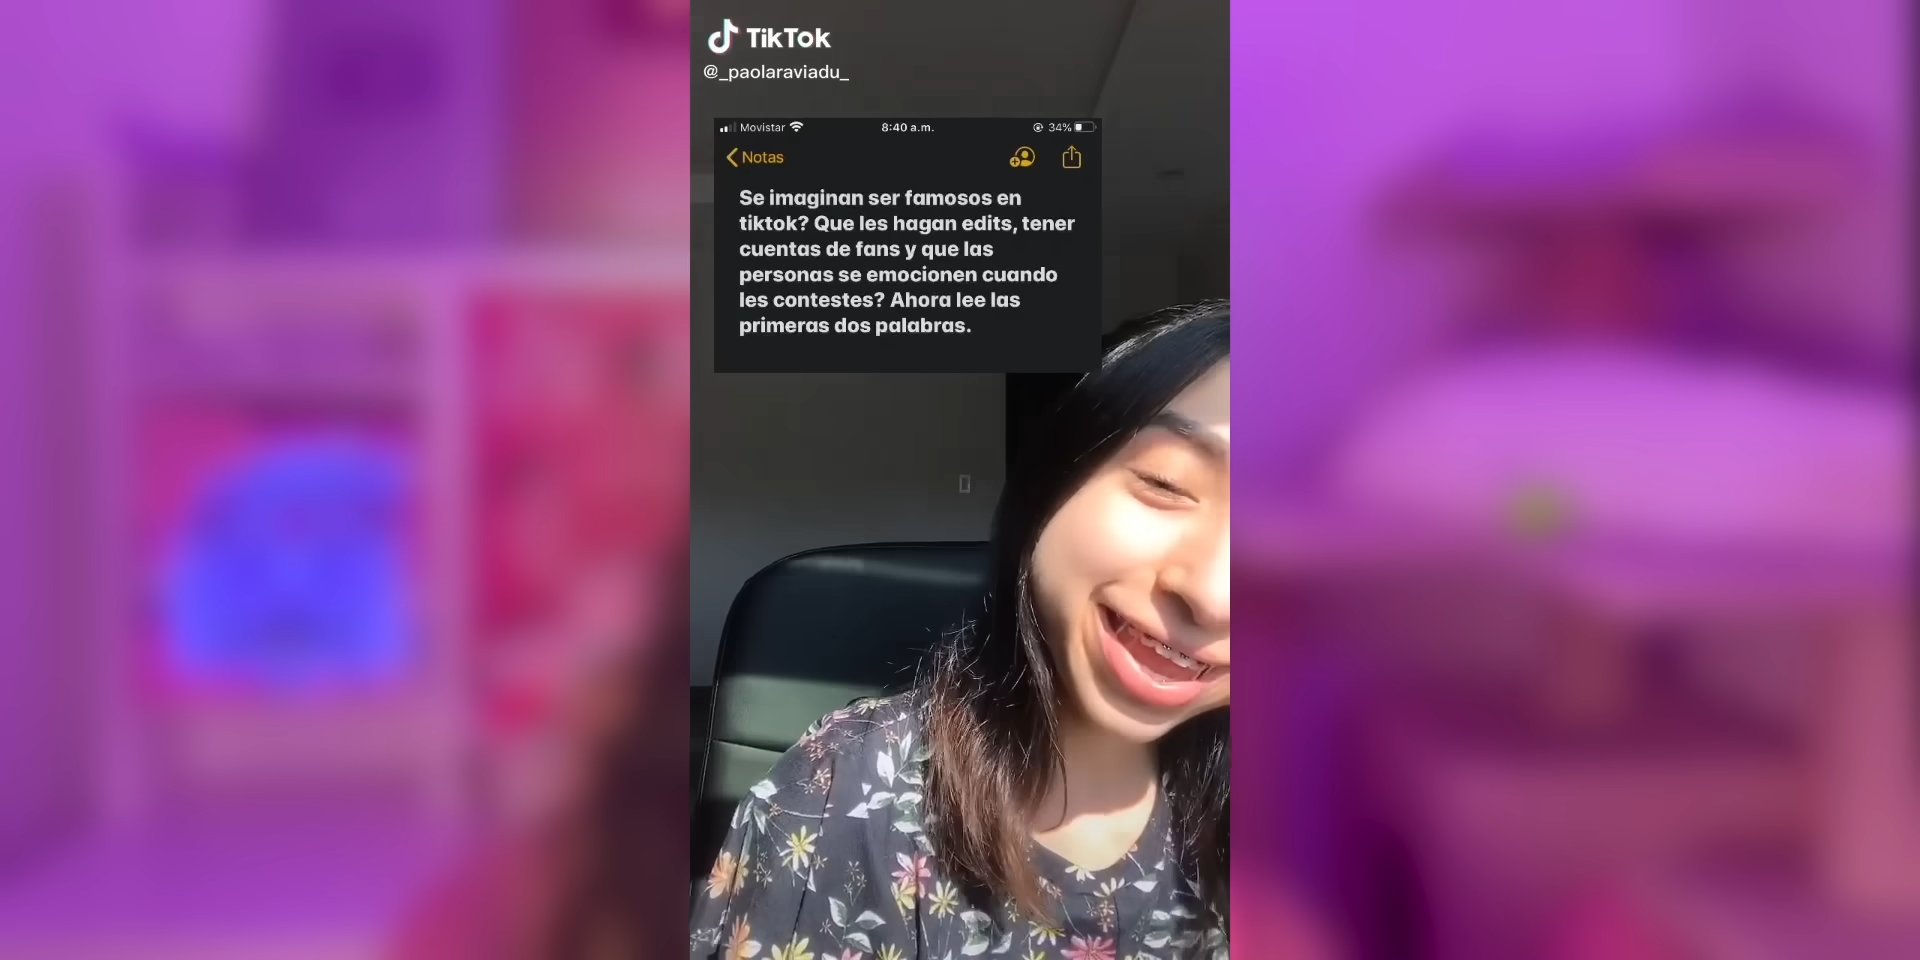 TikTok
@_paolaraviadu_
Movistar 8:40 a.m. 34%
Notas
Se imaginan ser famosos en
tiktok? Que les hagan edits, tener
cuentas de fans y que las
personas se emocionen cuando
les contestes? Ahora lee las
primeras dos palabras.